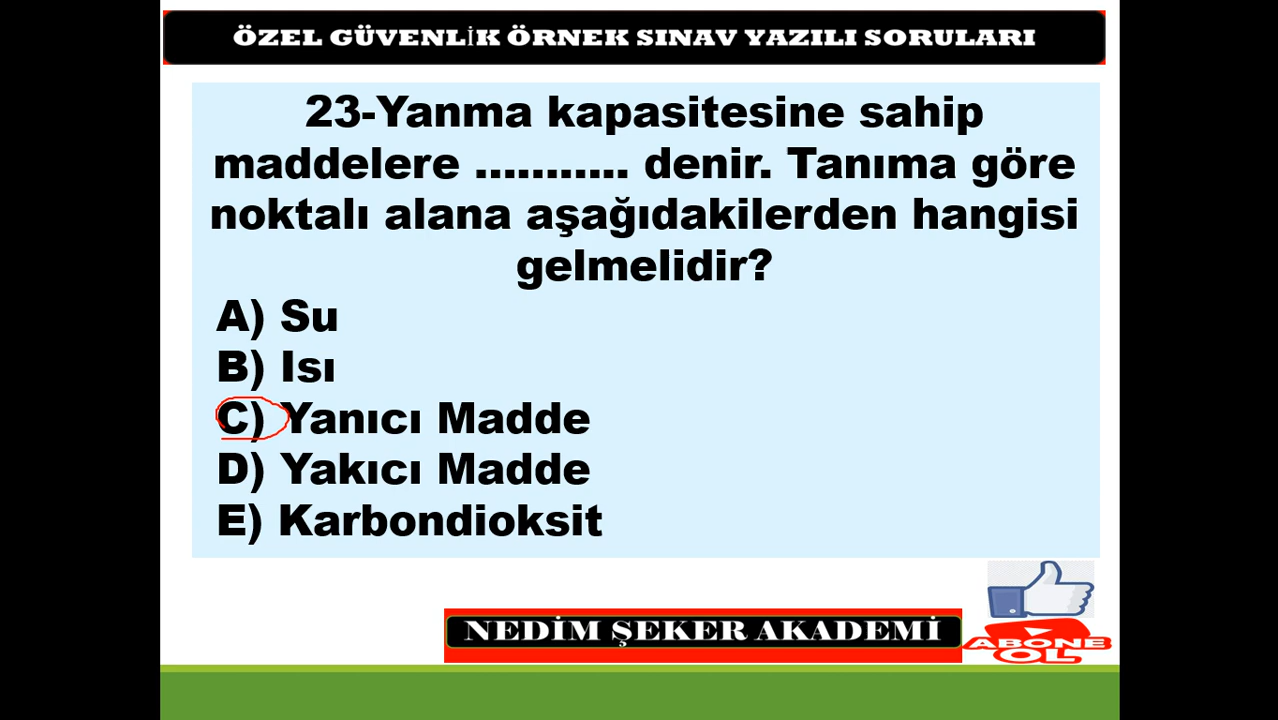 ÖZEL GÜVENLİK ÖRNEK SINAV YAZILI SORULARI
23-Yanma kapasitesine sahip
maddelere ........... denir. Tanıma göre
noktalı alana aşağıdakilerden hangisi
gelmelidir?
A) Su
B) Isı
C) Yanıcı Madde
D) Yakıcı Madde
E) Karbondioksit
NEDİM ŞEKER AKADEMİ
ABONE
OL